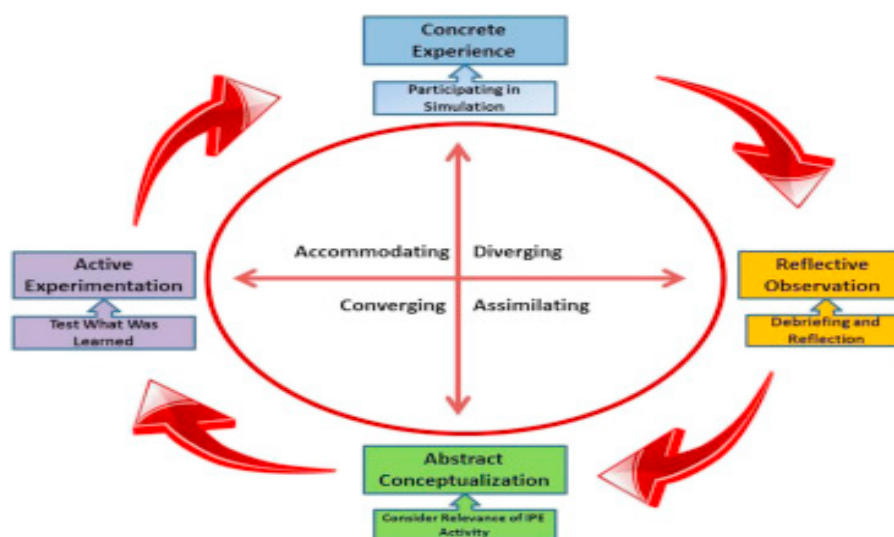 Concrete
Experience
Participating in
Simulation
Accommodating
Diverging
Active
Experimentation
Reflective
Observation
Converging
Assimilating
Test What Was
Learned
Debriefing and
Reflection
Abstract
Conceptualization
Consider Relevance of IPE
Activity